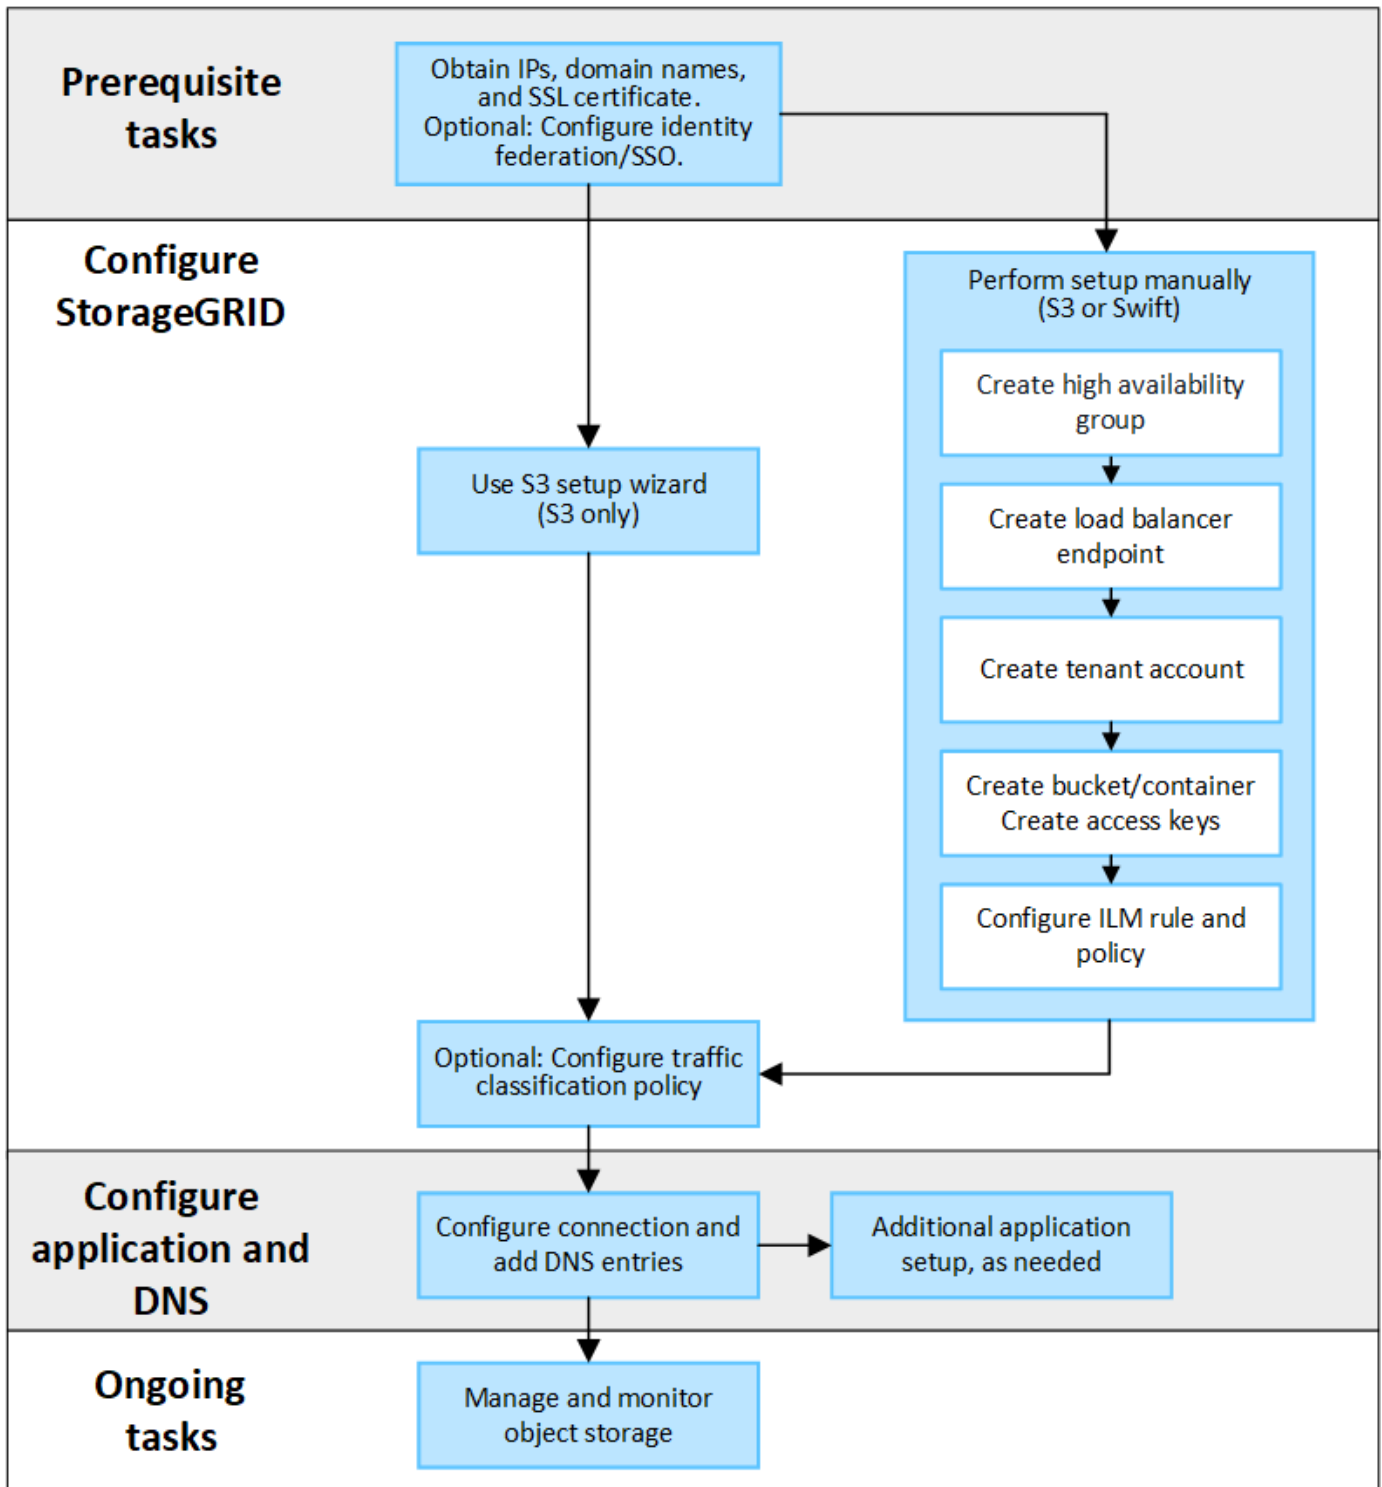 Prerequisite
tasks
Obtain IPs, domain names,
and SSL certificate.
Optional: Configure identity
federation/SSO.
Configure
StorageGRID
Perform setup manually
(S3 or Swift)
Create high availability
group
Create load balancer
endpoint
Create tenant account
Create bucket/container
Create access keys
Configure ILM rule and
policy
Use S3 setup wizard
(S3 only)
Optional: Configure traffic
classification policy
Configure
application and
DNS
Configure connection and
add DNS entries
Additional application
setup, as needed
Ongoing
tasks
Manage and monitor
object storage